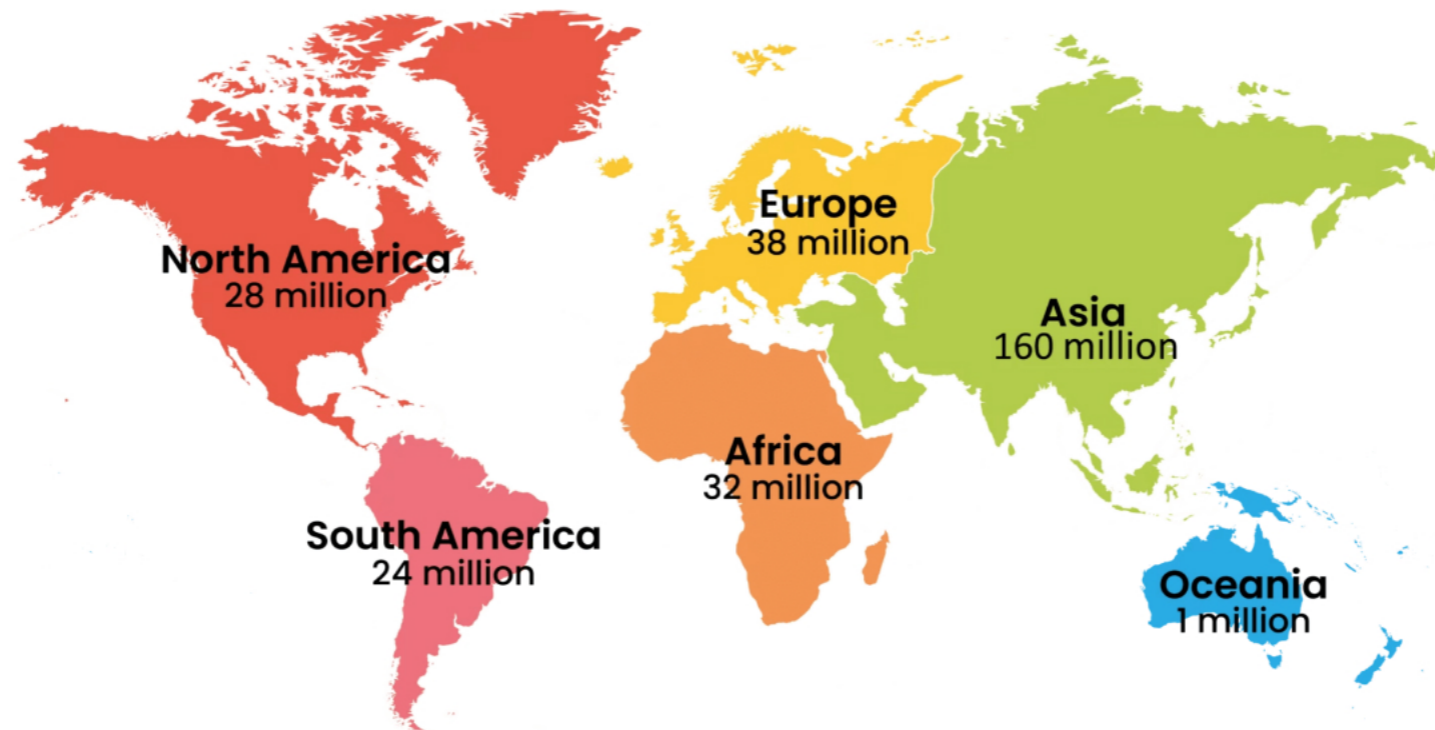 Europe
38 million
North America
28 million
Asia
160 million
Africa
32 million
South America
24 million
Oceania
1 million